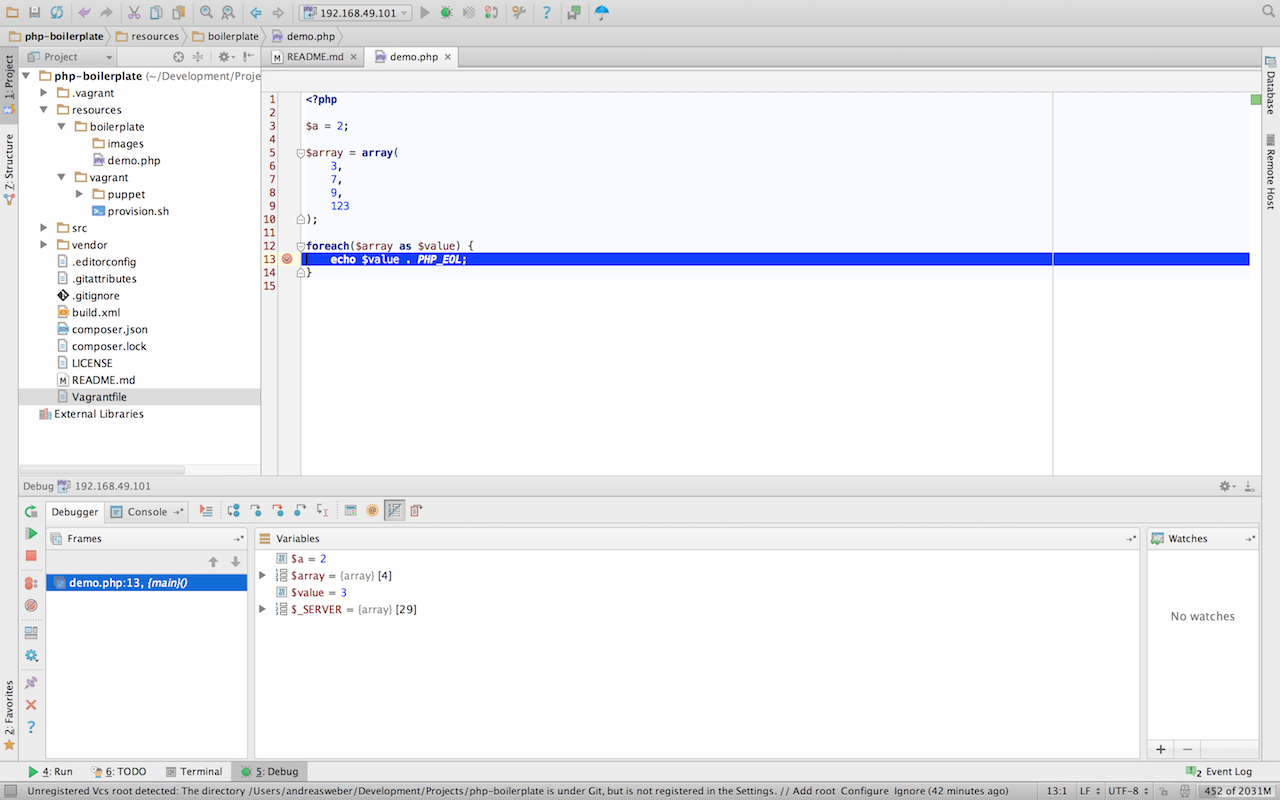 192.168.49.101
php-boilerplate resources boilerplate demo.php
1: Project
7: Structure
2: Favorites
Project
php-boilerplate (~/Development/Proje
.vagrant
resources
boilerplate
images
demo.php
vagrant
puppet
provision.sh
src
vendor
.editorconfig
.gitattributes
.gitignore
build.xml
composer.json
composer.lock
LICENSE
README.md
Vagrantfile
External Libraries
README.md demo.php
1 <?php
2
3 $a = 2;
4
5 $array = array(
6 3,
7 7,
8 9,
9 123
10 );
11
12 foreach($array as $value) {
13 echo $value . PHP_EOL;
14 }
15
Database
Remote Host
Debug 192.168.49.101
Debugger Console
Frames
demo.php:13, {main}()
Variables
$a = 2
$array = {array} [4]
$value = 3
$_SERVER = {array} [29]
Watches
No watches
4: Run 6: TODO Terminal 5: Debug 2 Event Log
Unregistered Vcs root detected: The directory /Users/andreasweber/Development/Projects/php-boilerplate is under Git, but is not registered in the Settings. // Add root Configure Ignore (42 minutes ago) 13:1 LF UTF-8 452 of 2031M